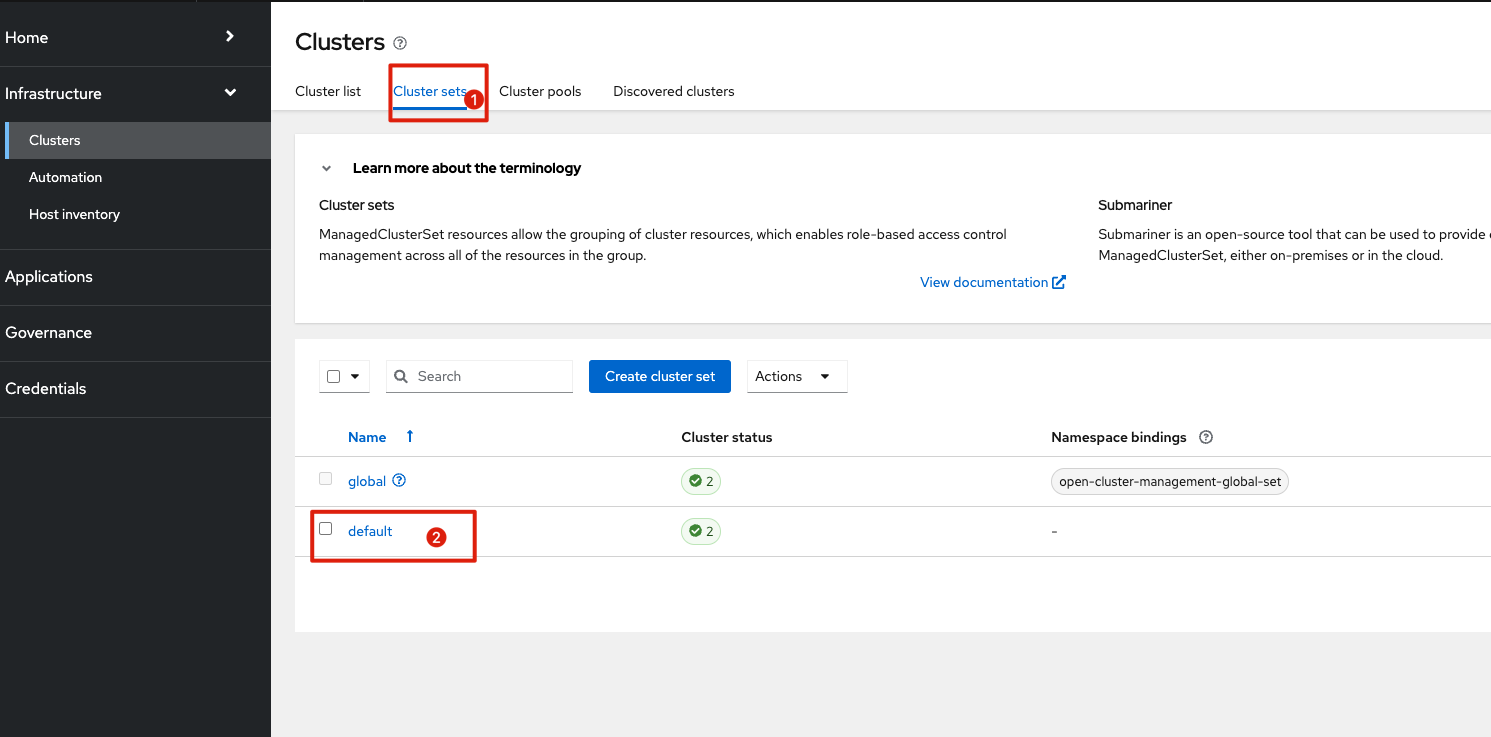 Home
Infrastructure
Clusters
Automation
Host inventory
Applications
Governance
Credentials
Clusters ?
Cluster list Cluster sets 1 Cluster pools Discovered clusters
Learn more about the terminology
Cluster sets
ManagedClusterSet resources allow the grouping of cluster resources, which enables role-based access control
management across all of the resources in the group.
View documentation
Submariner
Submariner is an open-source tool that can be used to provide
ManagedClusterSet, either on-premises or in the cloud.
Search Create cluster set Actions
Name Cluster status Namespace bindings ?
global ? 2 open-cluster-management-global-set
default 2 2 -